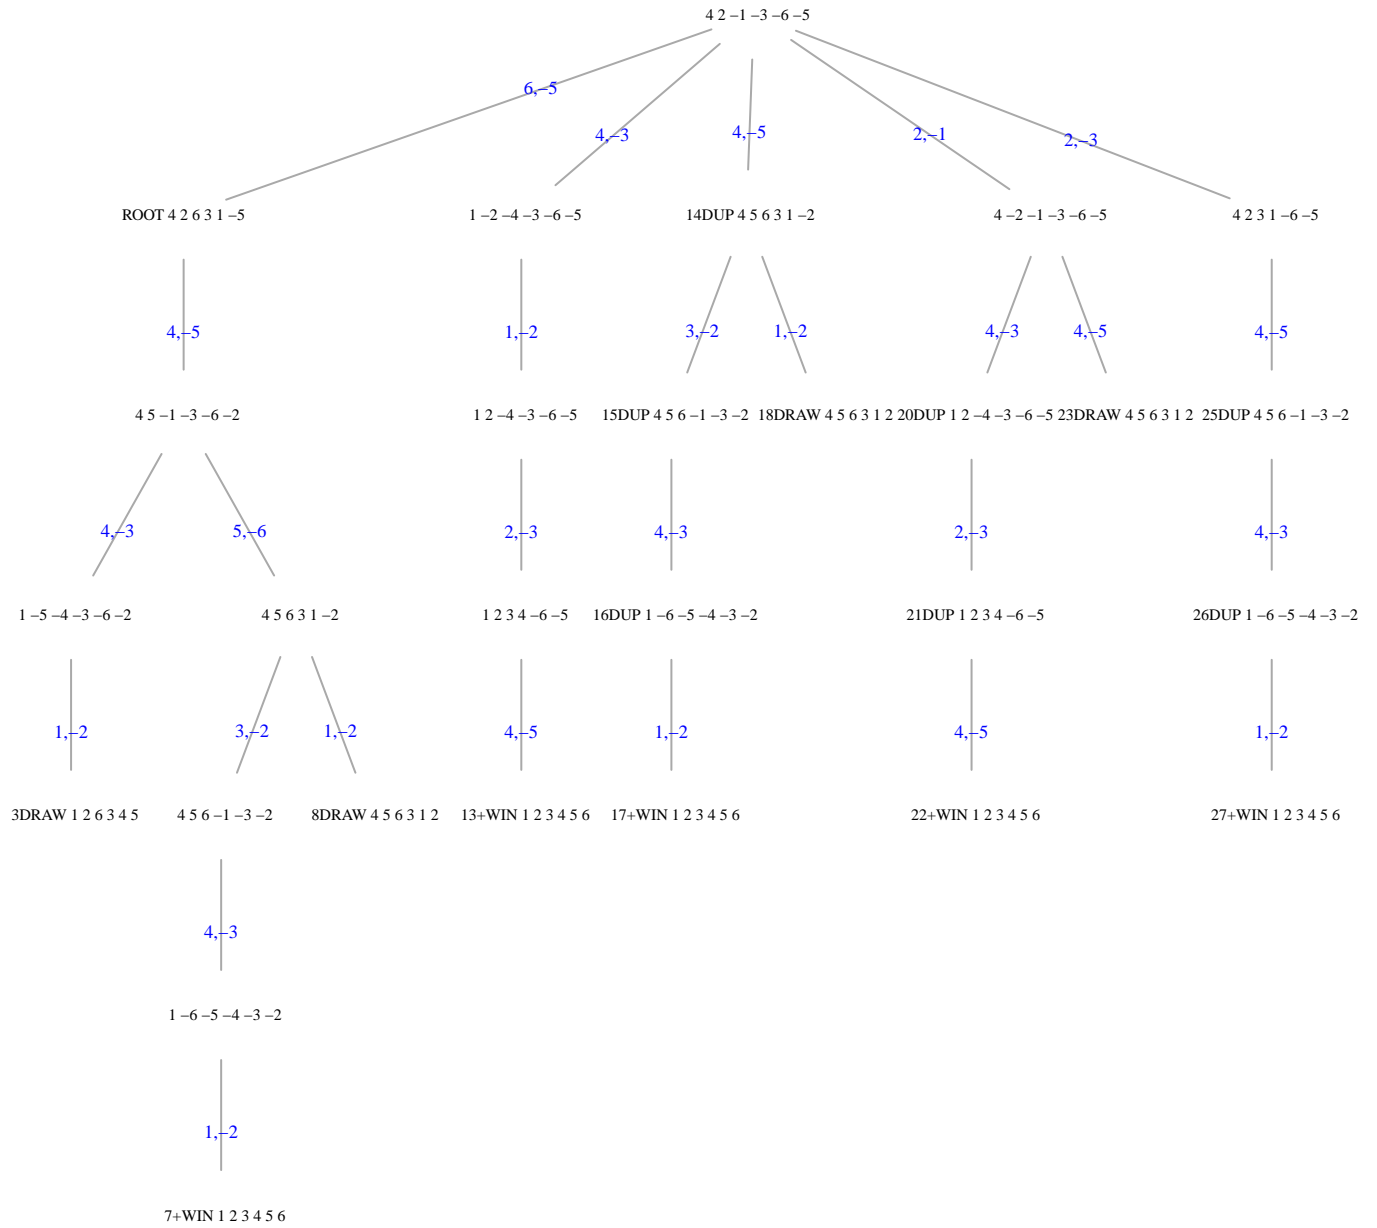 4 2 –1 –3 –6 –5
6,–5
4,–3
4,–5
2,–1
2,–3
ROOT 4 2 6 3 1 –5
1 –2 –4 –3 –6 –5
14DUP 4 5 6 3 1 –2
4 –2 –1 –3 –6 –5
4 2 3 1 –6 –5
4,–5
1,–2
3,–2
1,–2
4,–3
4,–5
4,–5
4 5 –1 –3 –6 –2
1 2 –4 –3 –6 –5
15DUP 4 5 6 –1 –3 –2
18DRAW 4 5 6 3 1 2
20DUP 1 2 –4 –3 –6 –5
23DRAW 4 5 6 3 1 2
25DUP 4 5 6 –1 –3 –2
4,–3
5,–6
2,–3
4,–3
2,–3
4,–3
1 –5 –4 –3 –6 –2
4 5 6 3 1 –2
1 2 3 4 –6 –5
16DUP 1 –6 –5 –4 –3 –2
21DUP 1 2 3 4 –6 –5
26DUP 1 –6 –5 –4 –3 –2
1,–2
3,–2
1,–2
4,–5
1,–2
4,–5
1,–2
3DRAW 1 2 6 3 4 5
4 5 6 –1 –3 –2
8DRAW 4 5 6 3 1 2
13+WIN 1 2 3 4 5 6
17+WIN 1 2 3 4 5 6
22+WIN 1 2 3 4 5 6
27+WIN 1 2 3 4 5 6
4,–3
1 –6 –5 –4 –3 –2
1,–2
7+WIN 1 2 3 4 5 6